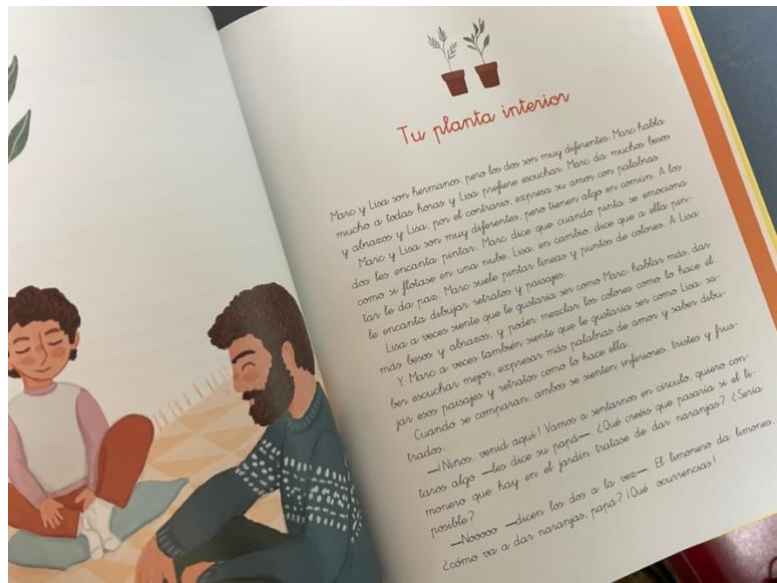 Tu planta interior
Marc y Lisa son hermanos, pero los dos son muy diferentes. Marc habla
mucho a todas horas y Lisa prefiere escuchar. Marc da muchos besos
y abrazos y Lisa, por el contrario, expresa su amor con palabras.
Marc y Lisa son muy diferentes, pero tienen algo en común. A los
dos les encanta pintar. Marc dice que cuando pinta se emociona
como si flotase en una nube. Lisa, en cambio, dice que a ella pin-
tar le da paz. Marc suele pintar líneas y puntos de colores. A Lisa
le encanta dibujar retratos y paisajes.
Lisa a veces siente que le gustaría ser como Marc: hablar más, dar
más besos y abrazos, y poder mezclar los colores como lo hace él.
Y Marc a veces también siente que le gustaría ser como Lisa: sa-
ber escuchar mejor, expresar más palabras de amor y saber dibu-
jar esos paisajes y retratos como lo hace ella.
Cuando se comparan, ambos se sienten inferiores, tristes y frus-
trados.
—¡Niños, venid aquí! Vamos a sentarnos en círculo, quiero con-
taros algo —les dice su papá—. ¿Qué creéis que pasaría si el li-
monero que hay en el jardín tratase de dar naranjas? ¿Sería
posible?
—Nooooo —dicen los dos a la vez—. El limonero da limones,
¿cómo va a dar naranjas, papá? ¡Qué ocurrencias!